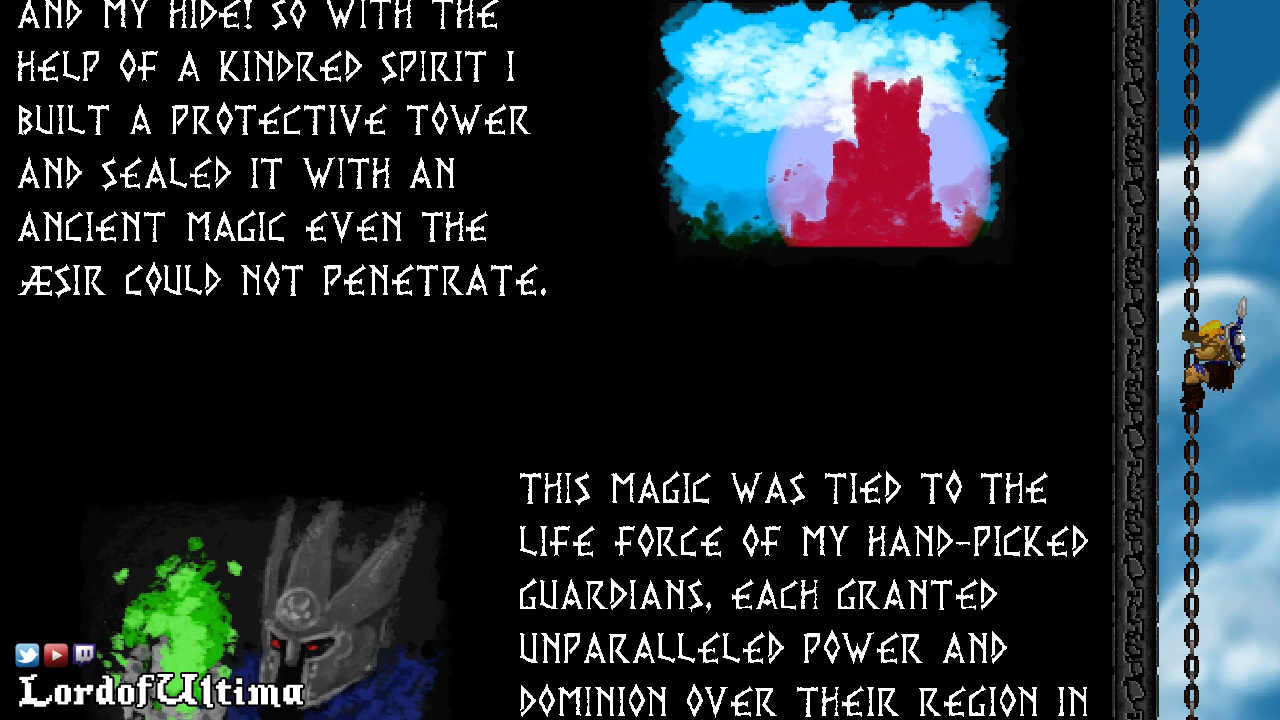 AND MY HIDE! SO WITH THE
HELP OF A KINDRED SPIRIT I
BUILT A PROTECTIVE TOWER
AND SEALED IT WITH AN
ANCIENT MAGIC EVEN THE
ÆSIR COULD NOT PENETRATE.
THIS MAGIC WAS TIED TO THE
LIFE FORCE OF MY HAND-PICKED
GUARDIANS, EACH GRANTED
UNPARALLELED POWER AND
DOMINION OVER THEIR REGION IN
LordofUltima